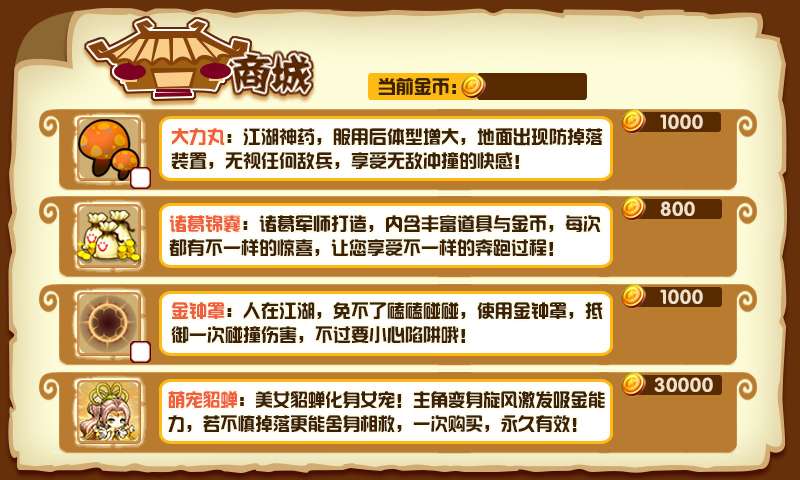 商城
当前金币：
大力丸：江湖神药，服用后体型增大，地面出现防掉落
装置，无视任何敌兵，享受无敌冲撞的快感！
1000
诸葛锦囊：诸葛军师打造，内含丰富道具与金币，每次
都有不一样的惊喜，让您享受不一样的奔跑过程！
800
金钟罩：人在江湖，免不了磕磕碰碰，使用金钟罩，抵
御一次碰撞伤害，不过要小心陷阱哦！
1000
萌宠貂蝉：美女貂蝉化身女宠！主角变身旋风激发吸金能
力，若不慎掉落更能舍身相救，一次购买，永久有效！
30000